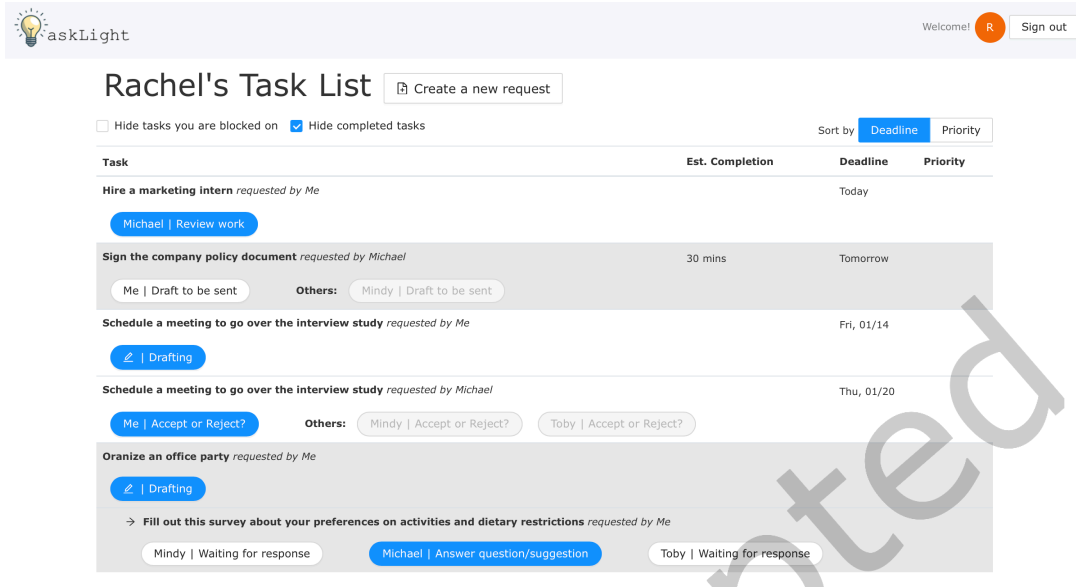 askLight
Welcome! R Sign out
Rachel's Task List Create a new request
Hide tasks you are blocked on Hide completed tasks
Sort by Deadline Priority
Task Est. Completion Deadline Priority
Hire a marketing intern requested by Me Today
Michael | Review work
Sign the company policy document requested by Michael 30 mins Tomorrow
Me | Draft to be sent Others: Mindy | Draft to be sent
Schedule a meeting to go over the interview study requested by Me Fri, 01/14
| Drafting
Schedule a meeting to go over the interview study requested by Michael Thu, 01/20
Me | Accept or Reject? Others: Mindy | Accept or Reject? Toby | Accept or Reject?
Oranize an office party requested by Me
| Drafting
→ Fill out this survey about your preferences on activities and dietary restrictions requested by Me
Mindy | Waiting for response Michael | Answer question/suggestion Toby | Waiting for response